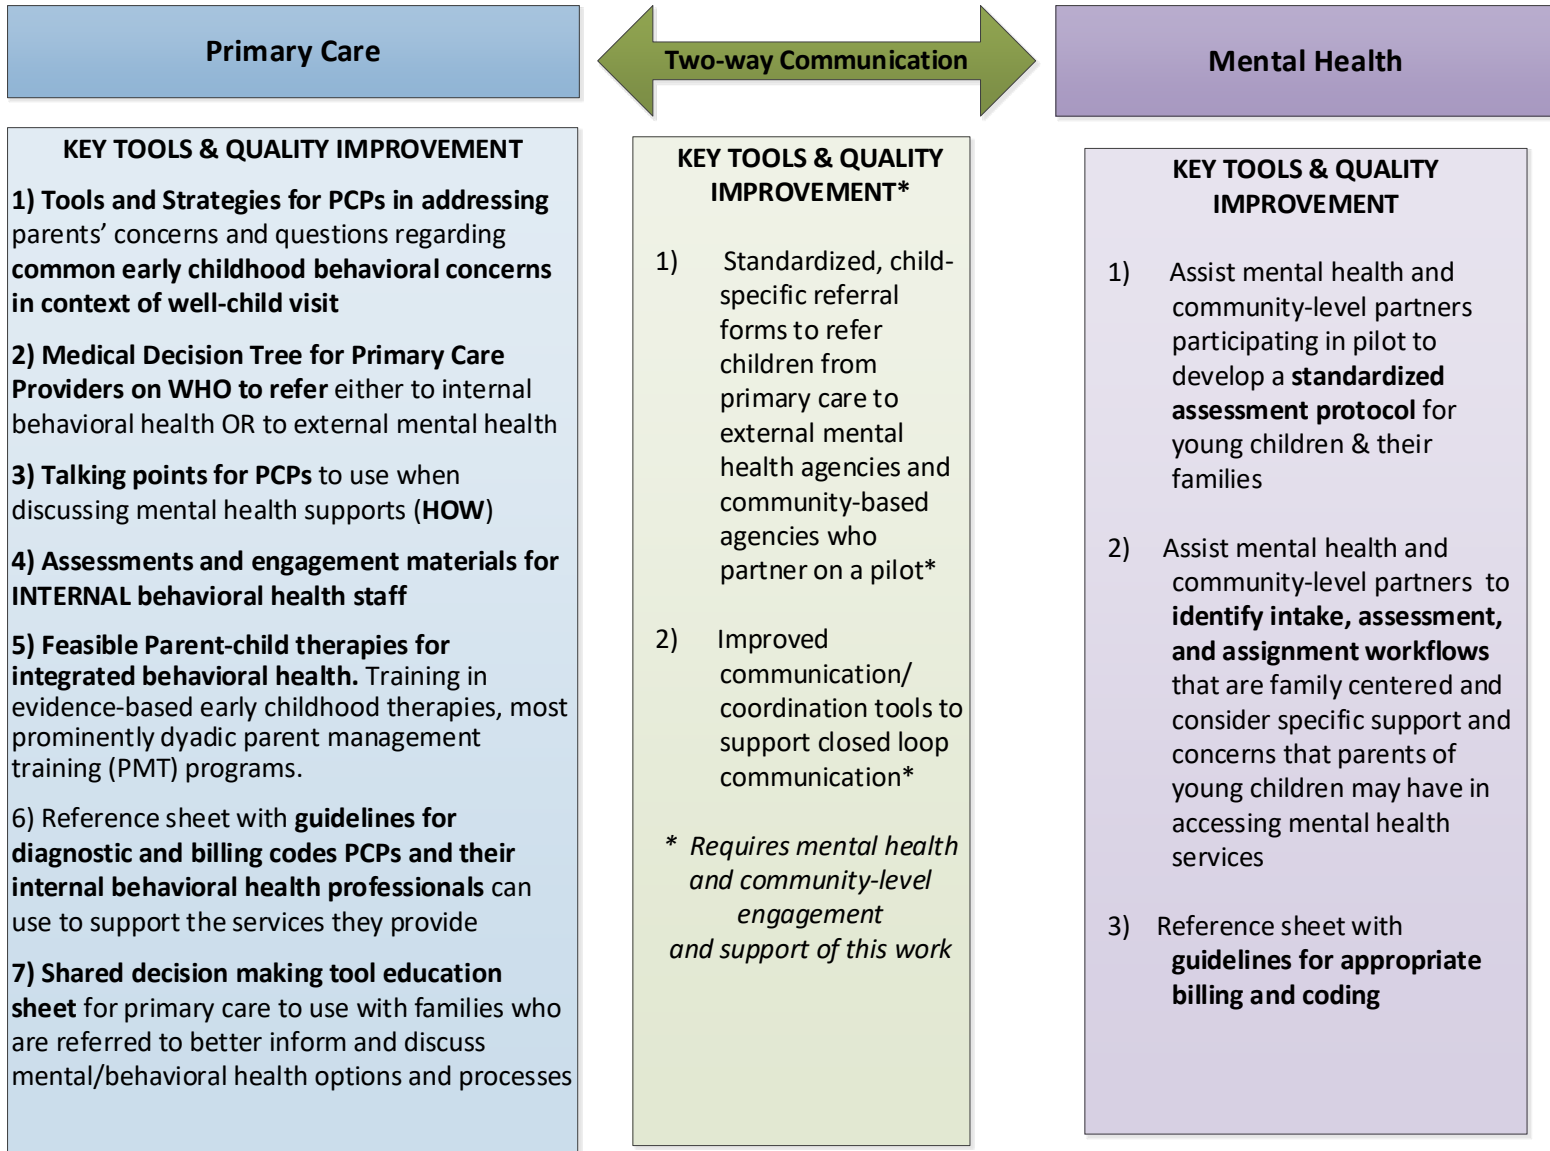 Primary Care
Two-way Communication
Mental Health
KEY TOOLS & QUALITY IMPROVEMENT
1) Tools and Strategies for PCPs in addressing
parents’ concerns and questions regarding
common early childhood behavioral concerns
in context of well-child visit
2) Medical Decision Tree for Primary Care
Providers on WHO to refer either to internal
behavioral health OR to external mental health
3) Talking points for PCPs to use when
discussing mental health supports (HOW)
4) Assessments and engagement materials for
INTERNAL behavioral health staff
5) Feasible Parent-child therapies for
integrated behavioral health. Training in
evidence-based early childhood therapies, most
prominently dyadic parent management
training (PMT) programs.
6) Reference sheet with guidelines for
diagnostic and billing codes PCPs and their
internal behavioral health professionals can
use to support the services they provide
7) Shared decision making tool education
sheet for primary care to use with families who
are referred to better inform and discuss
mental/behavioral health options and processes
KEY TOOLS & QUALITY
IMPROVEMENT*
1) Standardized, child-
specific referral
forms to refer
children from
primary care to
external mental
health agencies and
community-based
agencies who
partner on a pilot*
2) Improved
communication/
coordination tools to
support closed loop
communication*
* Requires mental health
and community-level
engagement
and support of this work
KEY TOOLS & QUALITY
IMPROVEMENT
1) Assist mental health and
community-level partners
participating in pilot to
develop a standardized
assessment protocol for
young children & their
families
2) Assist mental health and
community-level partners to
identify intake, assessment,
and assignment workflows
that are family centered and
consider specific support and
concerns that parents of
young children may have in
accessing mental health
services
3) Reference sheet with
guidelines for appropriate
billing and coding